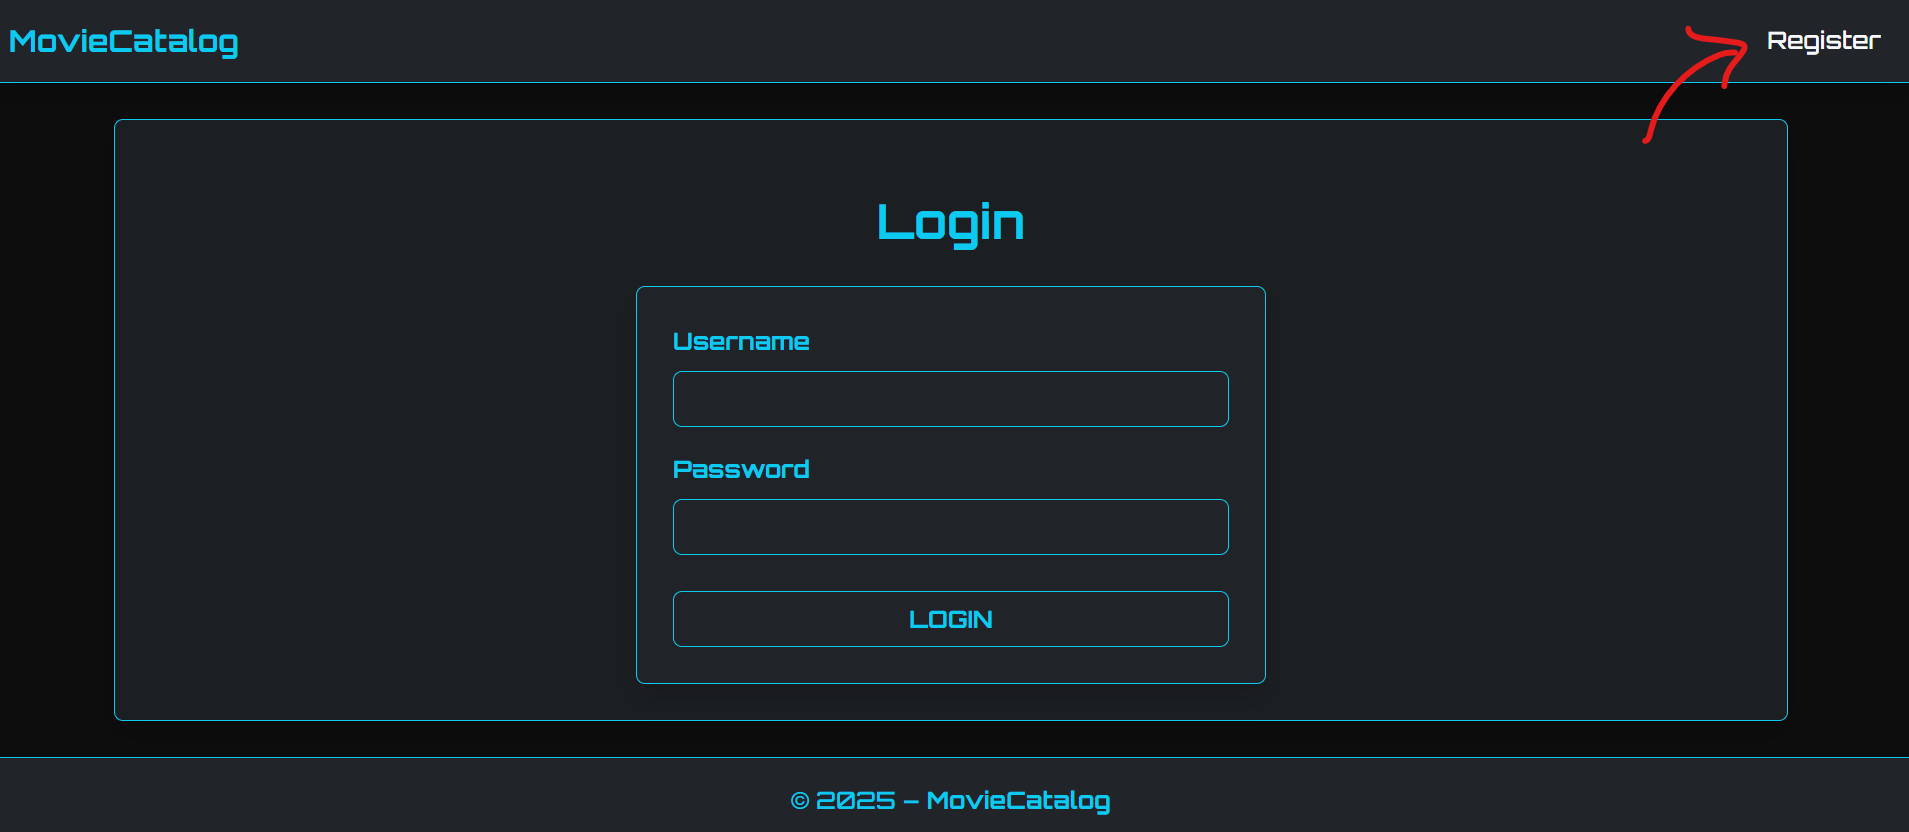 MovieCatalog
Register
Login
Username
Password
LOGIN
© 2025 – MovieCatalog